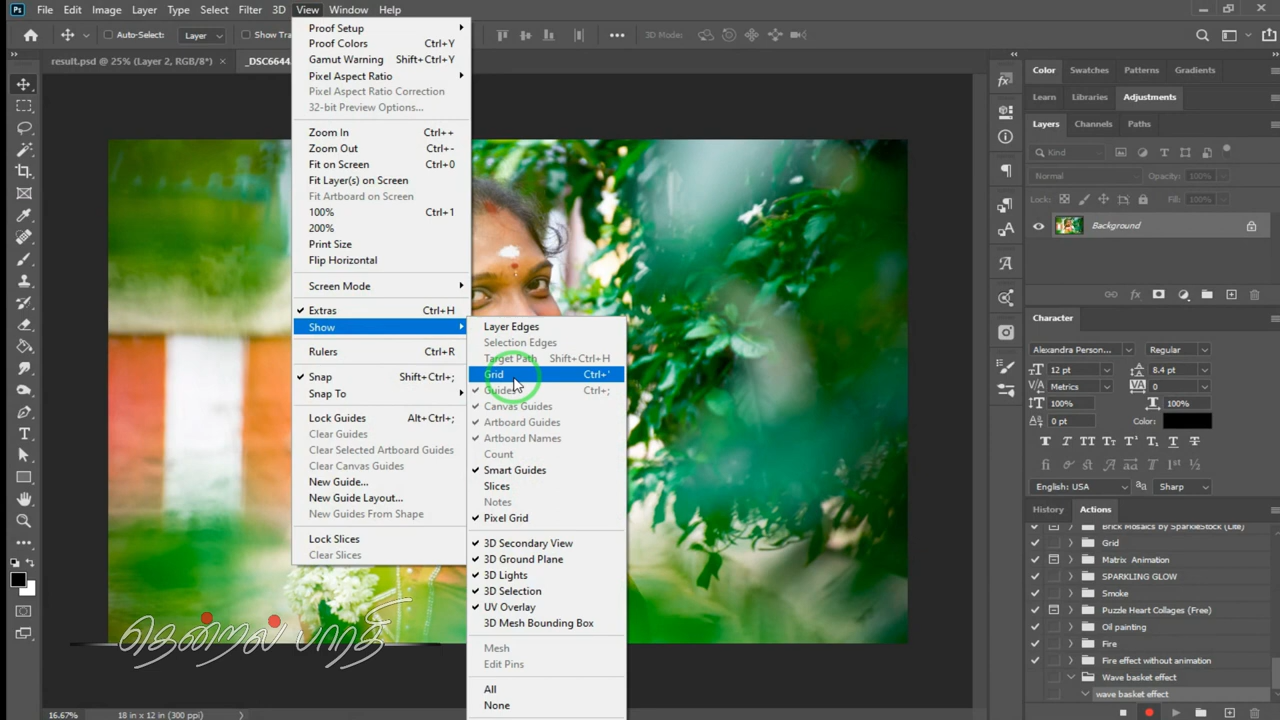 Ps File Edit Image Layer Type Select Filter 3D View Window Help
Auto-Select: Layer Show 3D Mode:
result.psd @ 25% (Layer 2, RGB/8*) × _DSC6644
Proof Setup
Proof Colors Ctrl+Y
Gamut Warning Shift+Ctrl+Y
Pixel Aspect Ratio
Pixel Aspect Ratio Correction
32-bit Preview Options...
Zoom In Ctrl++
Zoom Out Ctrl+-
Fit on Screen Ctrl+0
Fit Layer(s) on Screen
Fit Artboard on Screen
100% Ctrl+1
200%
Print Size
Flip Horizontal
Screen Mode
Extras Ctrl+H
Show
Rulers Ctrl+R
Snap Shift+Ctrl+;
Snap To
Lock Guides Alt+Ctrl+;
Clear Guides
Clear Selected Artboard Guides
Clear Canvas Guides
New Guide...
New Guide Layout...
New Guides From Shape
Lock Slices
Clear Slices
Layer Edges
Selection Edges
Target Path Shift+Ctrl+H
Grid Ctrl+'
Guides Ctrl+;
Canvas Guides
Artboard Guides
Artboard Names
Count
Smart Guides
Slices
Notes
Pixel Grid
3D Secondary View
3D Ground Plane
3D Lights
3D Selection
UV Overlay
3D Mesh Bounding Box
Mesh
Edit Pins
All
None
Color Swatches Patterns Gradients
Learn Libraries Adjustments
Layers Channels Paths
Kind
Normal Opacity: 100%
Lock: Fill: 100%
Background
Character
Alexandra Person... Regular
12 pt 8.4 pt
Metrics 0
100% 100%
0 pt Color:
English: USA Sharp
History Actions
Brick Mosaics by SparkleStock (Lite)
Grid
Matrix Animation
SPARKLING GLOW
Smoke
Puzzle Heart Collages (Free)
Oil painting
Fire
Fire effect without animation
Wave basket effect
wave basket effect
தென்றல் பாரதி
16.67% 18 in x 12 in (300 ppi)